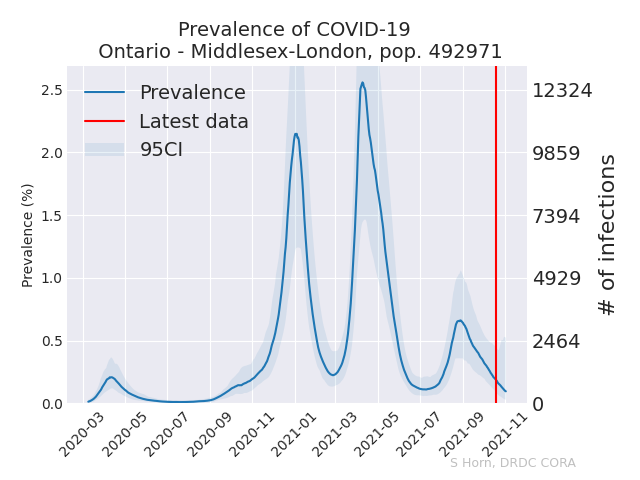 Prevalence of COVID-19
Ontario - Middlesex-London, pop. 492971
Prevalence
Latest data
95CI
Prevalence (%)
2.5
2.0
1.5
1.0
0.5
0.0
12324
9859
7394
4929
2464
0
# of infections
2020-03
2020-05
2020-07
2020-09
2020-11
2021-01
2021-03
2021-05
2021-07
2021-09
2021-11
S Horn, DRDC CORA